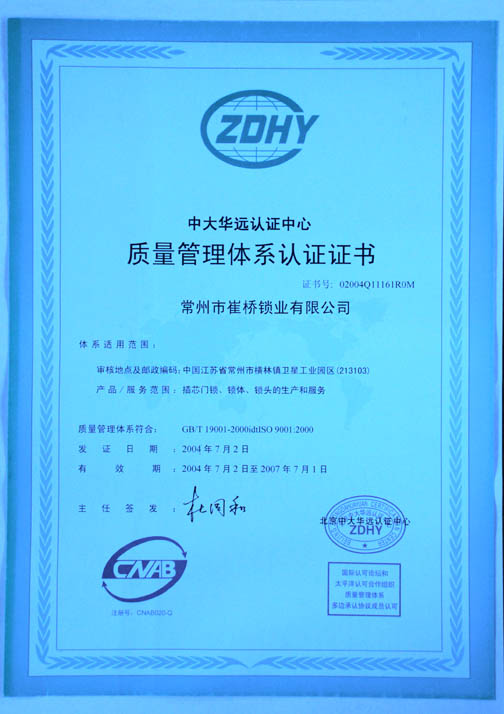 ZDHY
中大华远认证中心
质量管理体系认证证书
证书号: 02004Q11161R0M
常州市崔桥锁业有限公司
体系适用范围:
审核地点及邮政编码: 中国江苏省常州市横林镇卫星工业园区(213103)
产品/服务范围: 插芯门锁、锁体、锁头的生产和服务
质量管理体系符合: GB/T 19001-2000idtISO 9001:2000
发证日期: 2004年7月2日
有效期: 2004年7月2日至2007年7月1日
主任签发: 杜国和
中大华远认证
北京中大华远认证中心
ZDHY
CNAB
注册号: CNAB020-Q
国际认可论坛和
太平洋认可合作组织
质量管理体系
多边承认协议成员认可